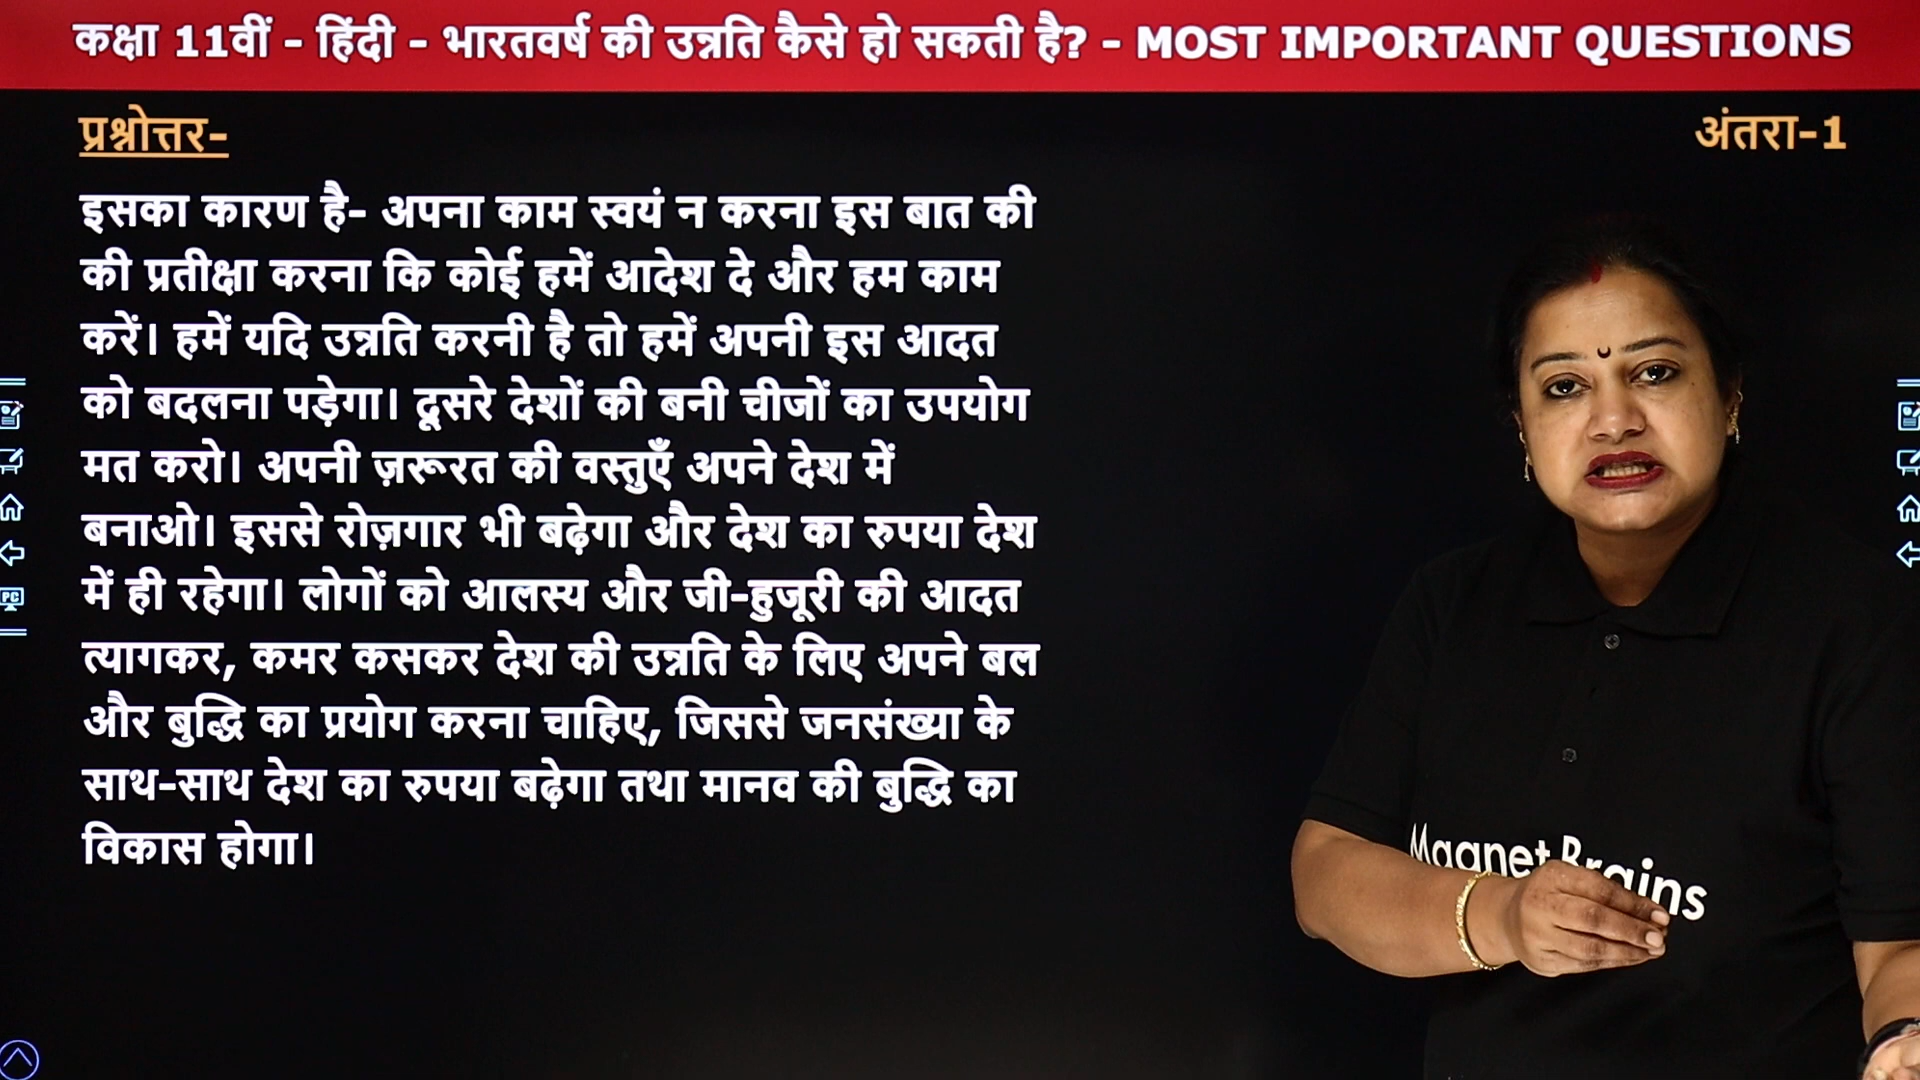 कक्षा 11वीं - हिंदी - भारतवर्ष की उन्नति कैसे हो सकती है? - MOST IMPORTANT QUESTIONS
प्रश्नोत्तर-
अंतरा-1
इसका कारण है- अपना काम स्वयं न करना इस बात की
की प्रतीक्षा करना कि कोई हमें आदेश दे और हम काम
करें। हमें यदि उन्नति करनी है तो हमें अपनी इस आदत
को बदलना पड़ेगा। दूसरे देशों की बनी चीजों का उपयोग
मत करो। अपनी ज़रूरत की वस्तुएँ अपने देश में
बनाओ। इससे रोज़गार भी बढ़ेगा और देश का रुपया देश
में ही रहेगा। लोगों को आलस्य और जी-हुजूरी की आदत
त्यागकर, कमर कसकर देश की उन्नति के लिए अपने बल
और बुद्धि का प्रयोग करना चाहिए, जिससे जनसंख्या के
साथ-साथ देश का रुपया बढ़ेगा तथा मानव की बुद्धि का
विकास होगा।
PC
Magnet Brains